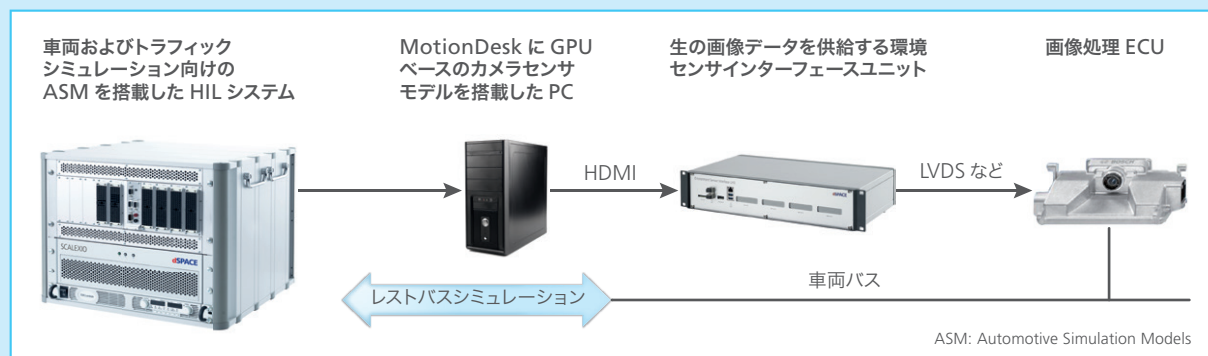 車両およびトラフィック
シミュレーション向けの
ASM を搭載した HIL システム
MotionDesk に GPU
ベースのカメラセンサ
モデルを搭載した PC
生の画像データを供給する環境
センサインターフェースユニット
画像処理 ECU
HDMI
LVDS など
SCALEXIO
dSPACE
dSPACE
レストバスシミュレーション
車両バス
ASM: Automotive Simulation Models